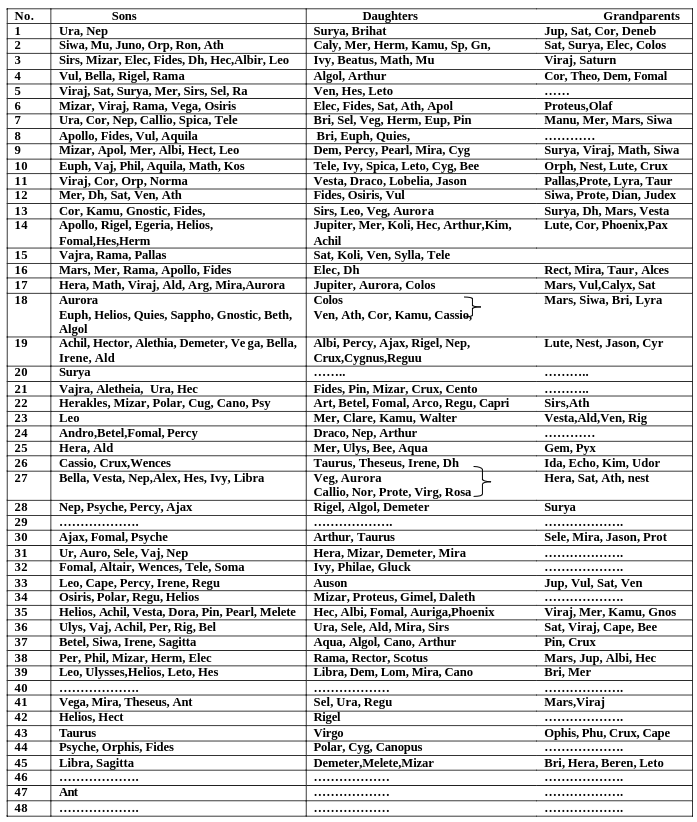 No. Sons Daughters Grandparents
1 Ura, Nep Surya, Brihat Jup, Sat, Cor, Deneb
2 Siwa, Mu, Juno, Orp, Ron, Ath Caly, Mer, Herm, Kamu, Sp, Gn, Sat, Surya, Elec, Colos
3 Sirs, Mizar, Elec, Fides, Dh, Hec,Albir, Leo Ivy, Beatus, Math, Mu Viraj, Saturn
4 Vul, Bella, Rigel, Rama Algol, Arthur Cor, Theo, Dem, Fomal
5 Viraj, Sat, Surya, Mer, Sirs, Sel, Ra Ven, Hes, Leto ......
6 Mizar, Viraj, Rama, Vega, Osiris Elec, Fides, Sat, Ath, Apol Proteus,Olaf
7 Ura, Cor, Nep, Callio, Spica, Tele Bri, Sel, Veg, Herm, Eup, Pin Manu, Mer, Mars, Siwa
8 Apollo, Fides, Vul, Aquila Bri, Euph, Quies, ............
9 Mizar, Apol, Mer, Albi, Hect, Leo Dem, Percy, Pearl, Mira, Cyg Surya, Viraj, Math, Siwa
10 Euph, Vaj, Phil, Aquila, Math, Kos Tele, Ivy, Spica, Leto, Cyg, Bee Orph, Nest, Lute, Crux
11 Viraj, Cor, Orp, Norma Vesta, Draco, Lobelia, Jason Pallas,Prote, Lyra, Taur
12 Mer, Dh, Sat, Ven, Ath Fides, Osiris, Vul Siwa, Prote, Dian, Judex
13 Cor, Kamu, Gnostic, Fides, Sirs, Leo, Veg, Aurora Surya, Dh, Mars, Vesta
14 Apollo, Rigel, Egeria, Helios, Jupiter, Mer, Koli, Hec, Arthur,Kim, Lute, Cor, Phoenix,Pax
Fomal,Hes,Herm Achil
15 Vajra, Rama, Pallas Sat, Koli, Ven, Sylla, Tele
16 Mars, Mer, Rama, Apollo, Fides Elec, Dh Rect, Mira, Taur, Alces
17 Hera, Math, Viraj, Ald, Arg, Mira,Aurora Jupiter, Aurora, Colos Mars, Vul,Calyx, Sat
18 Aurora Colos Mars, Siwa, Bri, Lyra
Euph, Helios, Quies, Sappho, Gnostic, Beth, Ven, Ath, Cor, Kamu, Cassio,
Algol
19 Achil, Hector, Alethia, Demeter, Vega, Bella, Albi, Percy, Ajax, Rigel, Nep, Lute, Nest, Jason, Cyr
Irene, Ald Crux,Cygnus,Reguu
20 Surya ........ ...........
21 Vajra, Aletheia, Ura, Hec Fides, Pin, Mizar, Crux, Cento ...........
22 Herakles, Mizar, Polar, Cug, Cano, Psy Art, Betel, Fomal, Arco, Regu, Capri Sirs,Ath
23 Leo Mer, Clare, Kamu, Walter Vesta,Ald,Ven, Rig
24 Andro,Betel,Fomal, Percy Draco, Nep, Arthur ............
25 Hera, Ald Mer, Ulys, Bee, Aqua Gem, Pyx
26 Cassio, Crux,Wences Taurus, Theseus, Irene, Dh Ida, Echo, Kim, Udor
27 Bella, Vesta, Nep,Alex, Hes, Ivy, Libra Veg, Aurora Hera, Sat, Ath, nest
Callio, Nor, Prote, Virg, Rosa
28 Nep, Psyche, Percy, Ajax Rigel, Algol, Demeter Surya
29 ………………. ………………. ……………….
30 Ajax, Fomal, Psyche Arthur, Taurus Sele, Mira, Jason, Prot
31 Ur, Auro, Sele, Vaj, Nep Hera, Mizar, Demeter, Mira ……………….
32 Fomal, Altair, Wences, Tele, Soma Ivy, Philae, Gluck ……………….
33 Leo, Cape, Percy, Irene, Regu Auson Jup, Vul, Sat, Ven
34 Osiris, Polar, Regu, Helios Mizar, Proteus, Gimel, Daleth ……………….
35 Helios, Achil, Vesta, Dora, Pin, Pearl, Melete Hec, Albi, Fomal, Auriga,Phoenix Viraj, Mer, Kamu, Gnos
36 Ulys, Vaj, Achil, Per, Rig, Bel Ura, Sele, Ald, Mira, Sirs Sat, Viraj, Cape, Bee
37 Betel, Siwa, Irene, Sagitta Aqua, Algol, Cano, Arthur Pin, Crux
38 Per, Phil, Mizar, Herm, Elec Rama, Rector, Scotus Mars, Jup, Albi, Hec
39 Leo, Ulysses,Helios, Leto, Hes Libra, Dem, Lom, Mira, Cano Bri, Mer
40 ………………. ……………… ……………….
41 Vega, Mira, Theseus, Ant Sel, Ura, Regu Mars,Viraj
42 Helios, Hect Rigel ……………….
43 Taurus Virgo Ophis, Phu, Crux, Cape
44 Psyche, Orphis, Fides Polar, Cyg, Canopus ……………….
45 Libra, Sagitta Demeter,Melete,Mizar Bri, Hera, Beren, Leto
46 ………………. ……………… ……………….
47 Ant ……………… ……………….
48 ………………. ……………… ……………….